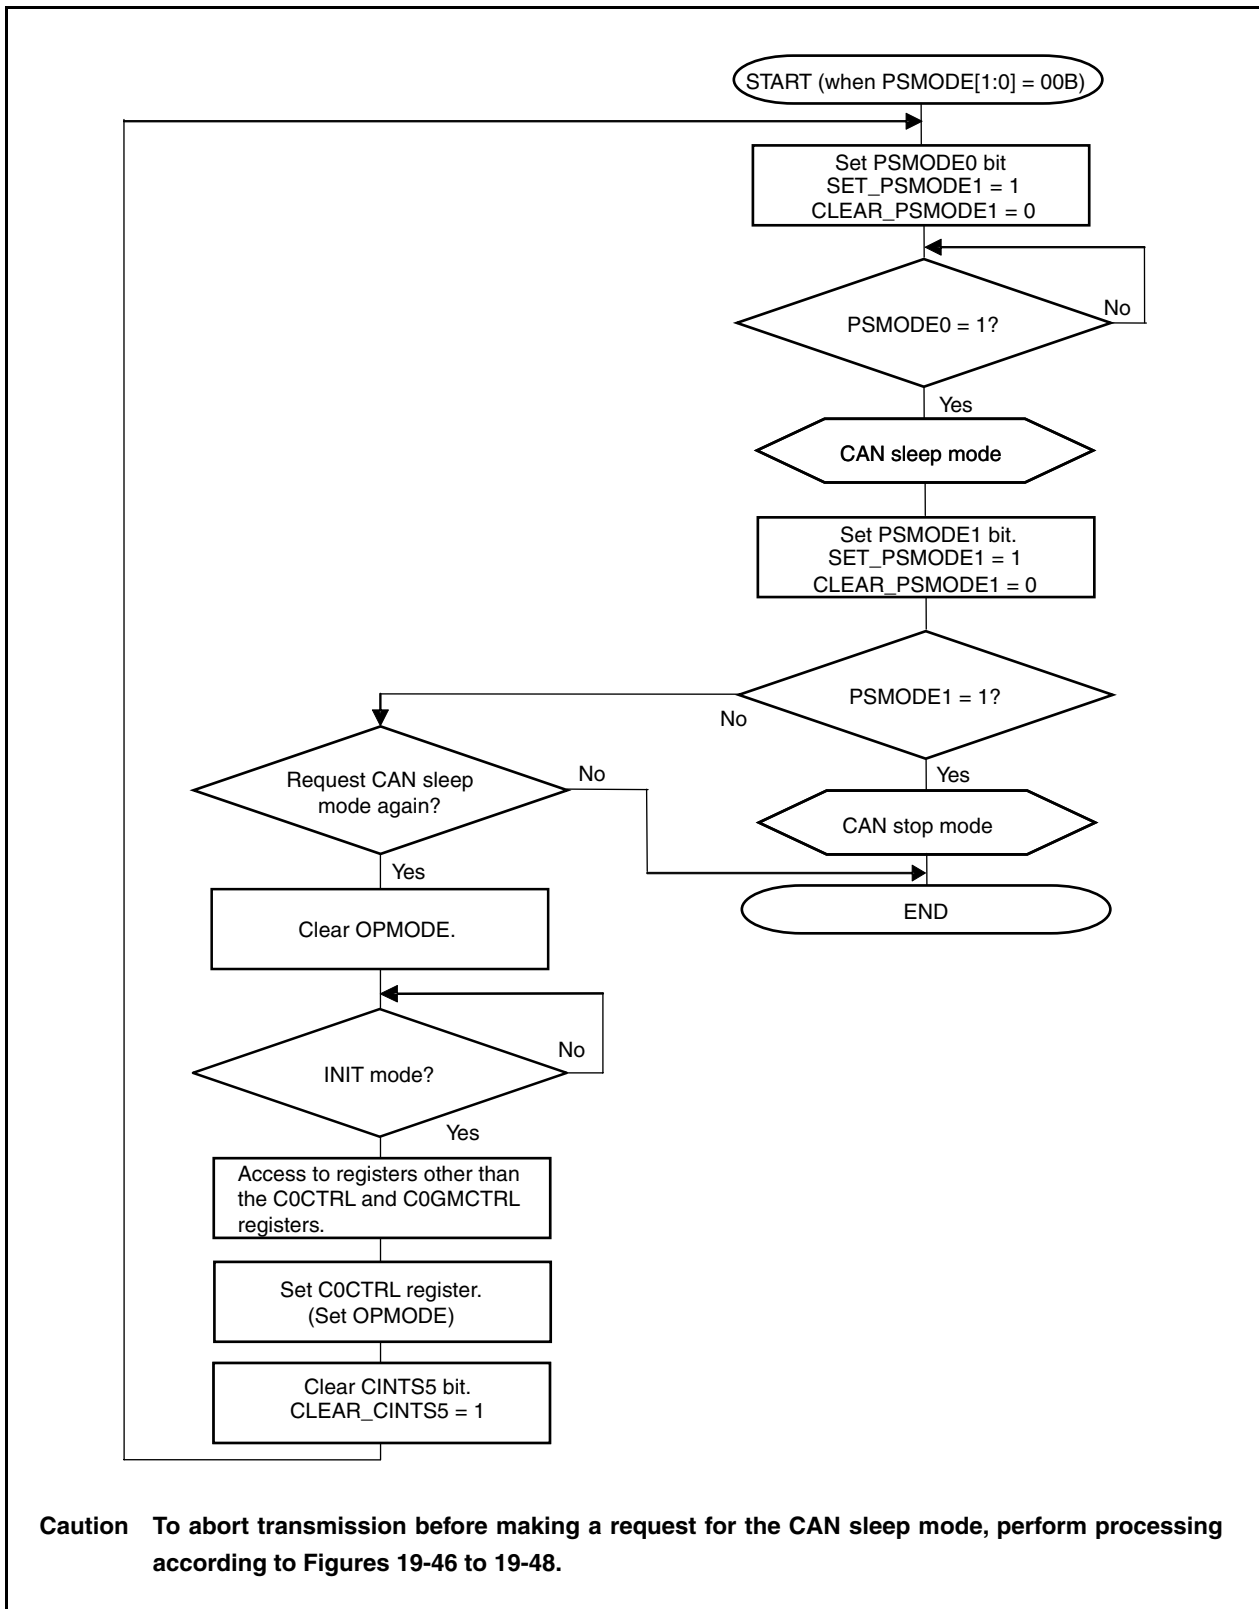 START (when PSMODE[1:0] = 00B)
Set PSMODE0 bit
SET_PSMODE1 = 1
CLEAR_PSMODE1 = 0
PSMODE0 = 1?
No
Yes
CAN sleep mode
Set PSMODE1 bit.
SET_PSMODE1 = 1
CLEAR_PSMODE1 = 0
PSMODE1 = 1?
No
Yes
CAN stop mode
END
Request CAN sleep
mode again?
No
Yes
Clear OPMODE.
INIT mode?
No
Yes
Access to registers other than
the C0CTRL and C0GMCTRL
registers.
Set C0CTRL register.
(Set OPMODE)
Clear CINTS5 bit.
CLEAR_CINTS5 = 1
Caution To abort transmission before making a request for the CAN sleep mode, perform processing
according to Figures 19-46 to 19-48.